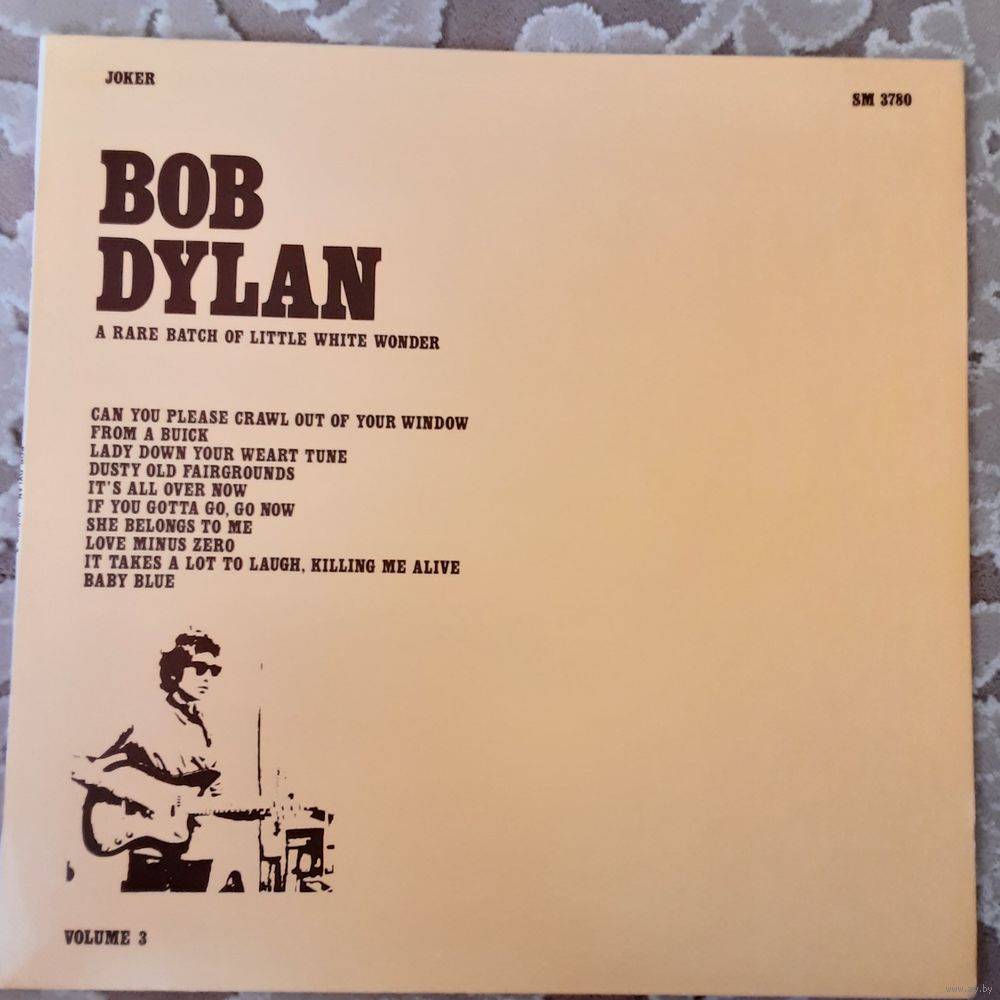 JOKER
SM 3780
BOB
DYLAN
A RARE BATCH OF LITTLE WHITE WONDER
CAN YOU PLEASE CRAWL OUT OF YOUR WINDOW
FROM A BUICK
LADY DOWN YOUR WEART TUNE
DUSTY OLD FAIRGROUNDS
IT'S ALL OVER NOW
IF YOU GOTTA GO, GO NOW
SHE BELONGS TO ME
LOVE MINUS ZERO
IT TAKES A LOT TO LAUGH, KILLING ME ALIVE
BABY BLUE
VOLUME 3